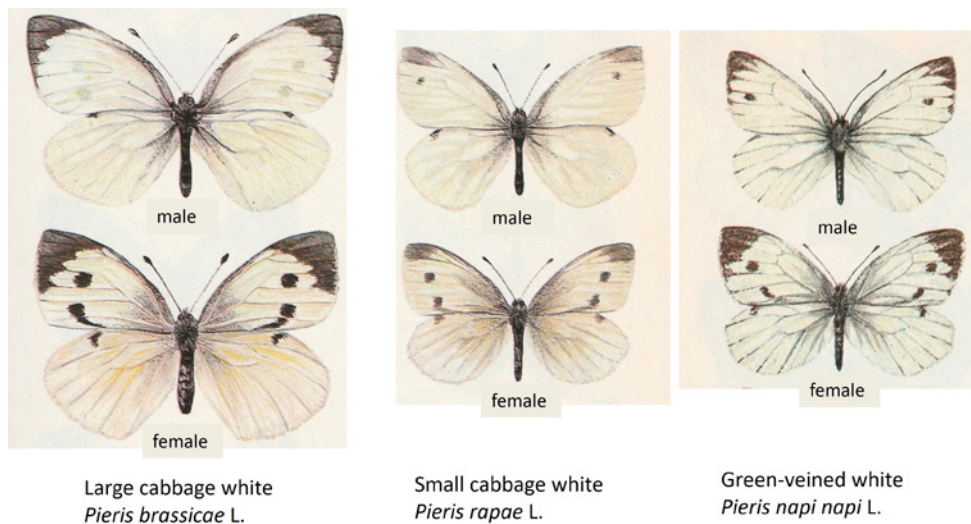 male
female
Large cabbage white
Pieris brassicae L.
male
female
Small cabbage white
Pieris rapae L.
male
female
Green-veined white
Pieris napi napi L.